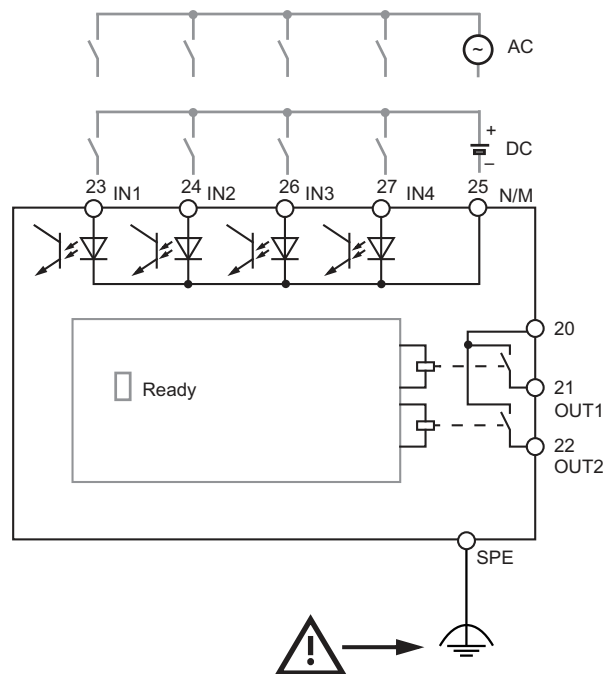 ~ AC
+
DC
–
23 IN1 24 IN2 26 IN3 27 IN4 25 N/M
20
Ready
21
OUT1
22
OUT2
SPE
!